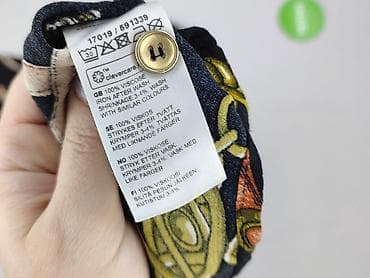 17019 / 591339
30
clevercare
GB 100% VISCOSE
IRON AFTER WASH
SHRINKAGE 3-4% WASH
WITH SIMILAR COLOURS
SE 100% VISKOS
STRYKES EFTER TVÄTT
KRYMPER 3-4% TVÄTTAS
MED LIKNANDE FÄRGER
NO 100% VISKOSE
STRYK ETTER VASK
KRYMPER 3-4% VASK
LIKE FARGER
FI 100% VISKOOSI
SILITÄ PESUN JÄLKEEN
KUTISTUU 3-4%